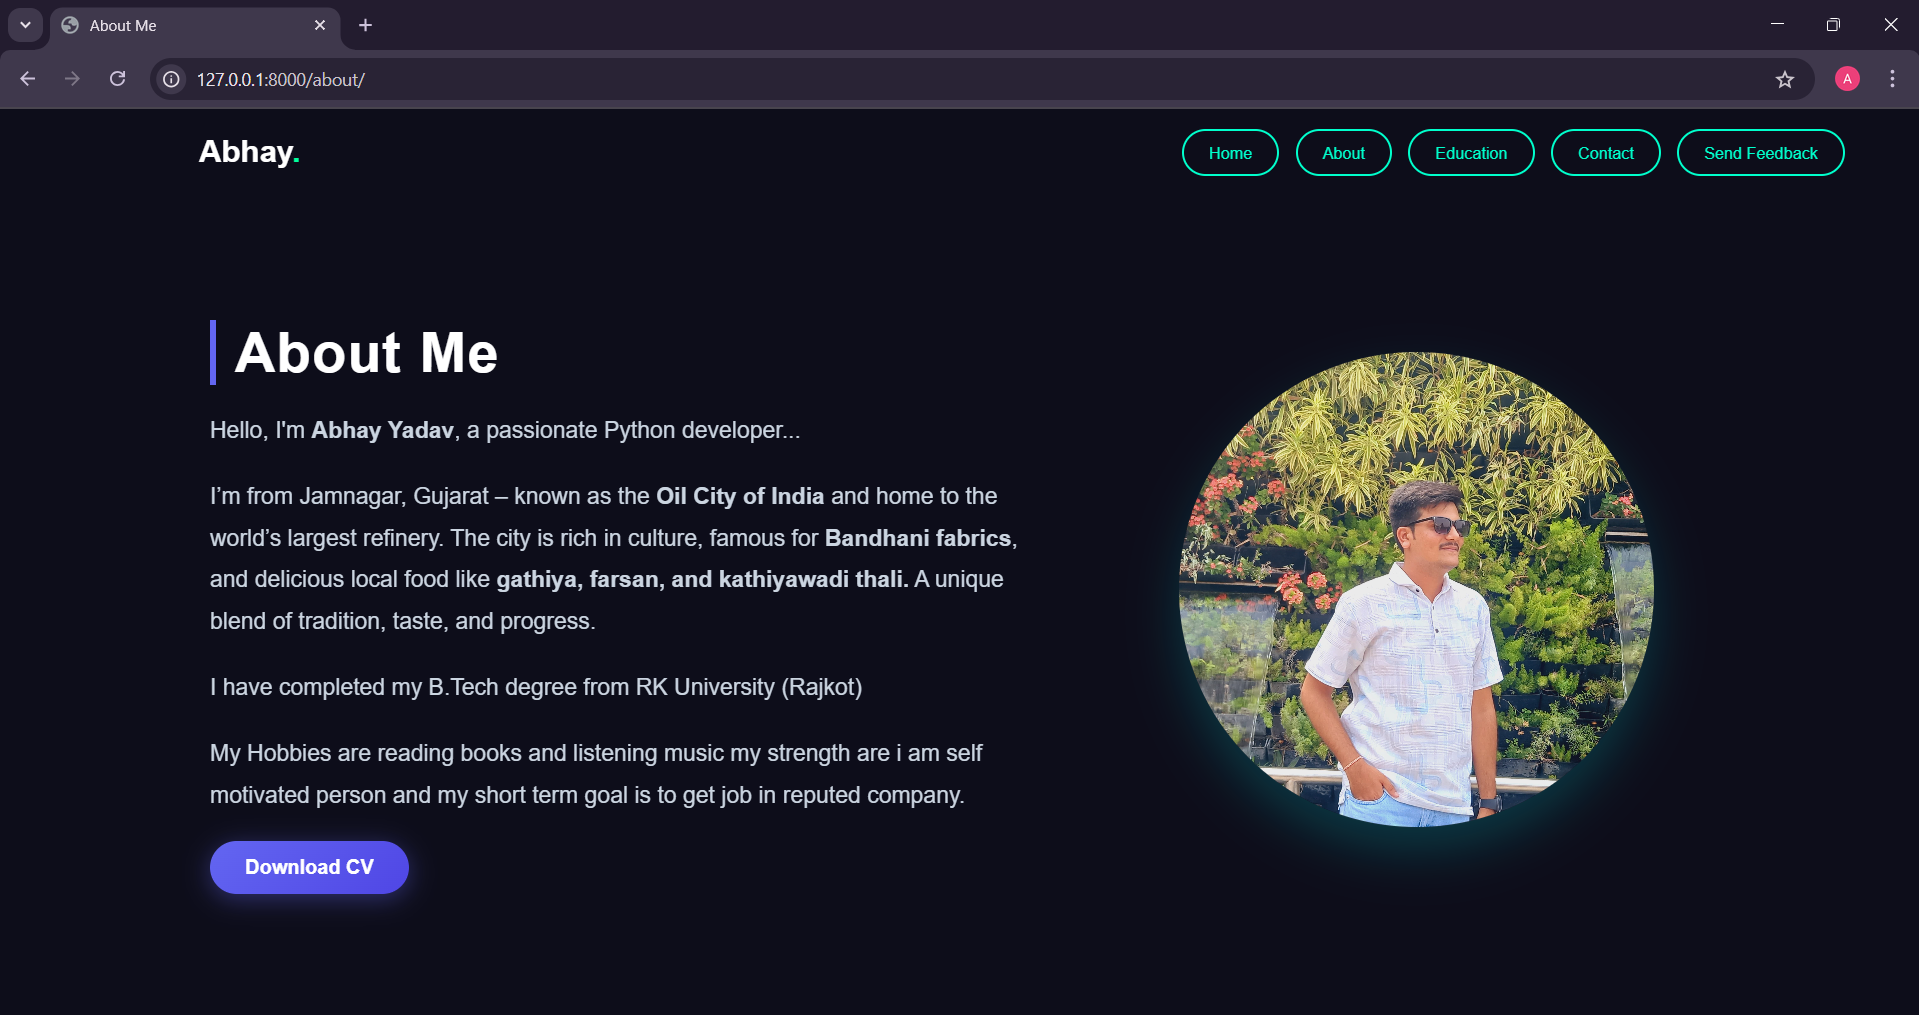 About Me
127.0.0.1:8000/about/
A
Abhay.
Home
About
Education
Contact
Send Feedback
About Me
Hello, I'm Abhay Yadav, a passionate Python developer...
I’m from Jamnagar, Gujarat – known as the Oil City of India and home to the
world’s largest refinery. The city is rich in culture, famous for Bandhani fabrics,
and delicious local food like gathiya, farsan, and kathiyawadi thali. A unique
blend of tradition, taste, and progress.
I have completed my B.Tech degree from RK University (Rajkot)
My Hobbies are reading books and listening music my strength are i am self
motivated person and my short term goal is to get job in reputed company.
Download CV